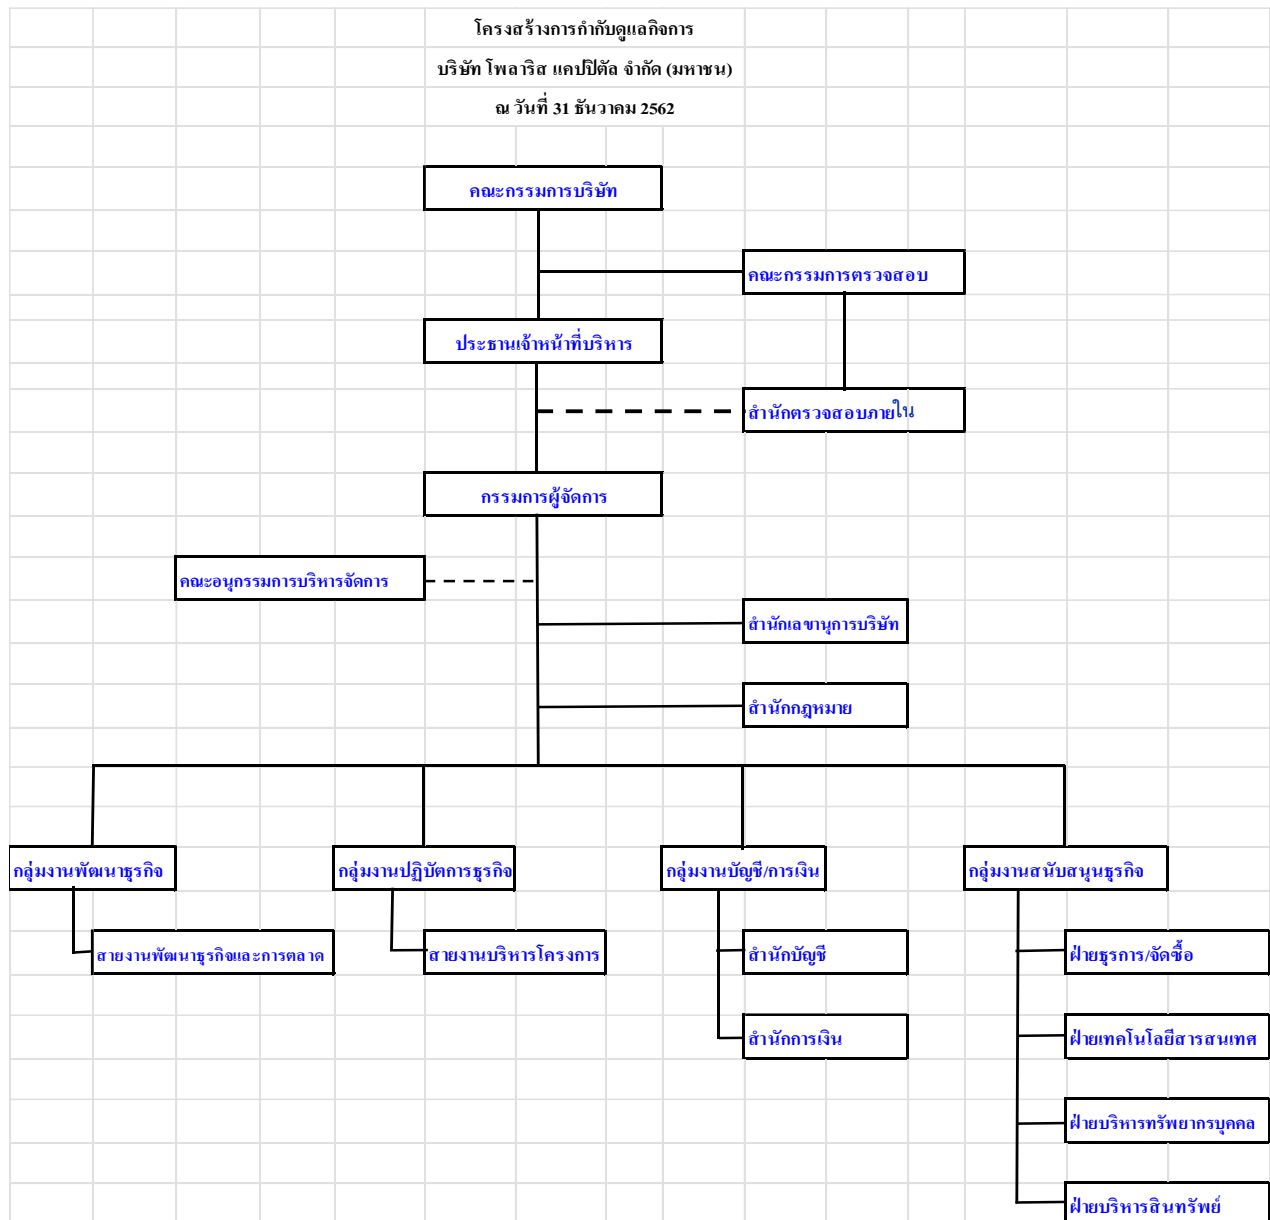 โครงสร้างการกำกับดูแลกิจการ
บริษัท โพลาริส แคปปิตัล จำกัด (มหาชน)
ณ วันที่ 31 ธันวาคม 2562
คณะกรรมการบริษัท
คณะกรรมการตรวจสอบ
ประธานเจ้าหน้าที่บริหาร
สำนักตรวจสอบภายใน
กรรมการผู้จัดการ
คณะอนุกรรมการบริหารจัดการ
สำนักเลขานุการบริษัท
สำนักกฎหมาย
กลุ่มงานพัฒนาธุรกิจ
กลุ่มงานปฏิบัตการธุรกิจ
กลุ่มงานบัญชี/การเงิน
กลุ่มงานสนับสนุนธุรกิจ
สายงานพัฒนาธุรกิจและการตลาด
สายงานบริหารโครงการ
สำนักบัญชี
ฝ่ายธุรการ/จัดซื้อ
สำนักการเงิน
ฝ่ายเทคโนโลยีสารสนเทศ
ฝ่ายบริหารทรัพยากรบุคคล
ฝ่ายบริหารสินทรัพย์